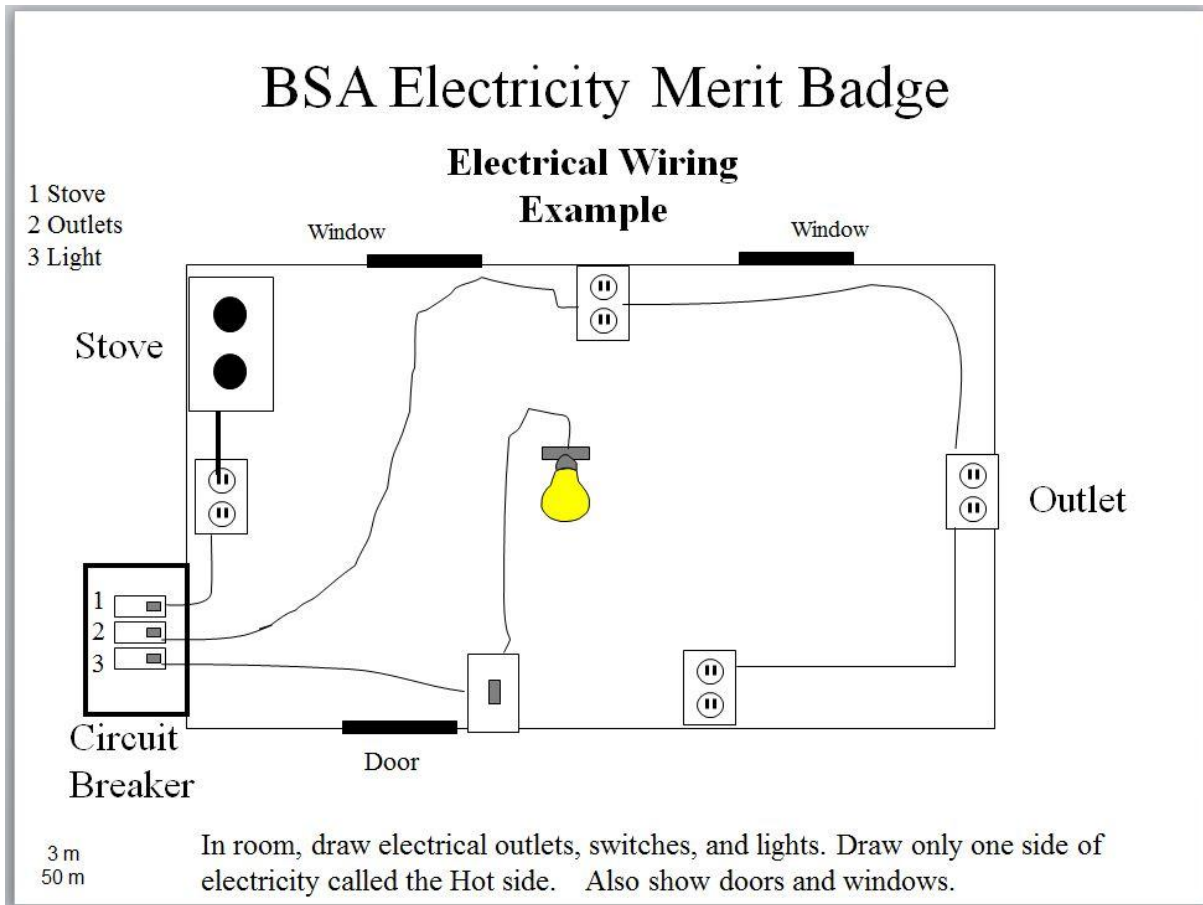 BSA Electricity Merit Badge
Electrical Wiring
Example
1 Stove
2 Outlets
3 Light
Window
Window
Stove
Outlet
1
2
3
Circuit
Breaker
Door
3 m
50 m
In room, draw electrical outlets, switches, and lights. Draw only one side of
electricity called the Hot side. Also show doors and windows.